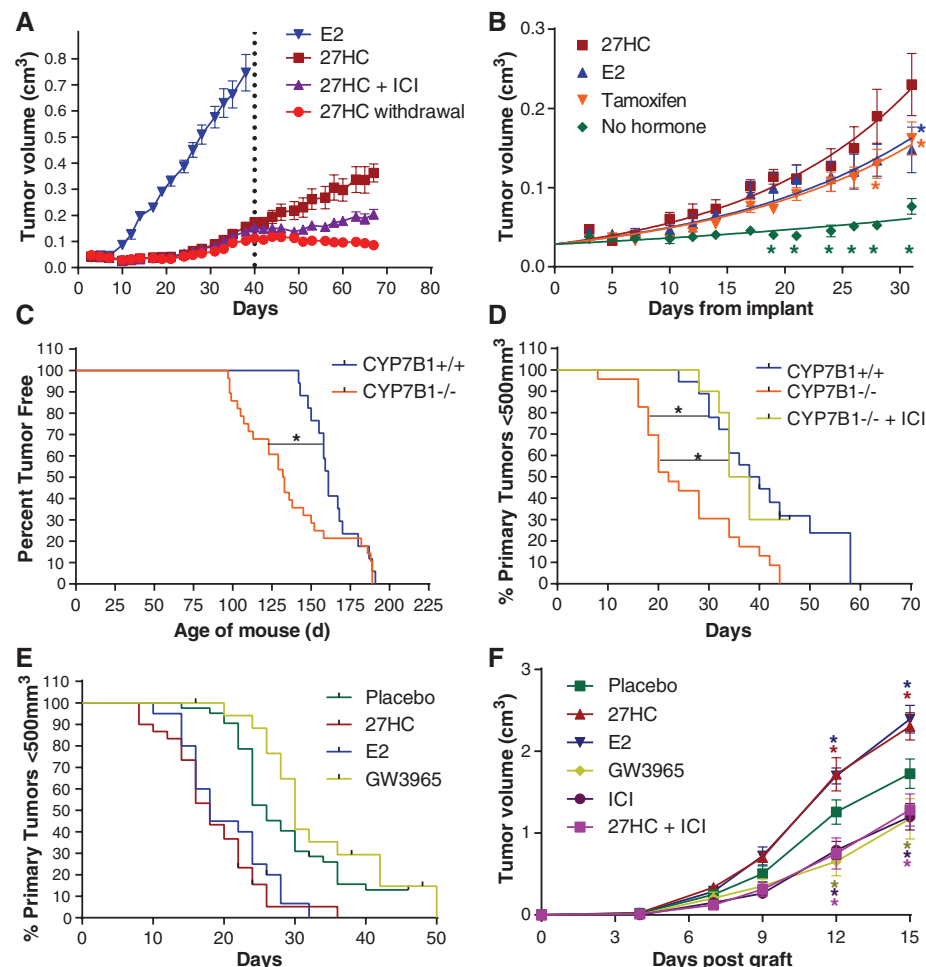 A
Tumor volume (cm3)
0.8
0.7
0.6
0.5
0.4
0.3
0.2
0.1
0.0
0 10 20 30 40 50 60 70 80
Days
E2
27HC
27HC + ICI
27HC withdrawal
B
Tumor volume (cm3)
0.3
0.2
0.1
0.0
0 5 10 15 20 25 30
Days from implant
27HC
E2
Tamoxifen
No hormone
*
*
*
* * * * * *
C
Percent Tumor Free
110
100
90
80
70
60
50
40
30
20
10
0
0 25 50 75 100 125 150 175 200 225
Age of mouse (d)
CYP7B1+/+
CYP7B1-/-
*
D
% Primary Tumors <500mm3
110
100
90
80
70
60
50
40
30
20
10
0
0 10 20 30 40 50 60 70
Days
CYP7B1+/+
CYP7B1-/-
CYP7B1-/- + ICI
*
*
E
% Primary Tumors <500mm3
110
100
90
80
70
60
50
40
30
20
10
0
0 10 20 30 40 50
Days
Placebo
27HC
E2
GW3965
F
Tumor volume (cm3)
3
2
1
0
0 3 6 9 12 15
Days post graft
Placebo
27HC
E2
GW3965
ICI
27HC + ICI
* *
* *
* *
* *
* *